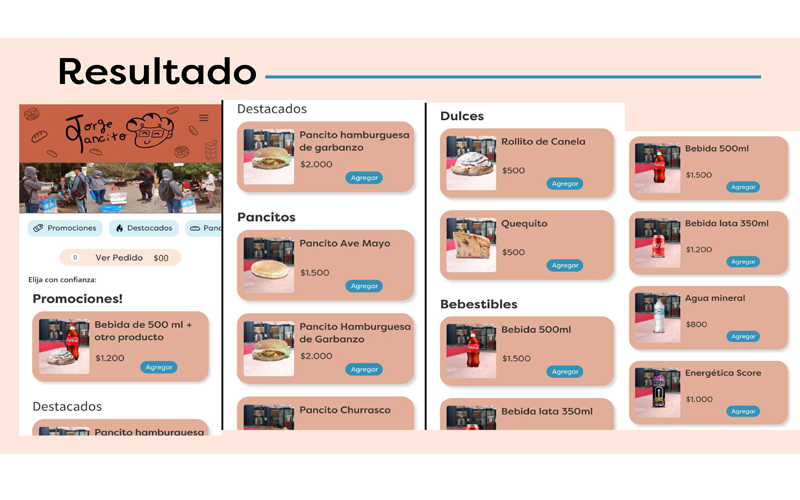 Resultado
Jorge
Pancito
Promociones
Destacados
Panc
0 Ver Pedido $00
Elija con confianza:
Promociones!
Bebida de 500 ml +
otro producto
$1.200
Agregar
Destacados
Pancito hamburguesa
Destacados
Pancito hamburguesa
de garbanzo
$2.000
Agregar
Pancitos
Pancito Ave Mayo
$1.500
Agregar
Pancito Hamburguesa
de Garbanzo
$2.000
Agregar
Pancito Churrasco
Dulces
Rollito de Canela
$500
Agregar
Quequito
$500
Agregar
Bebestibles
Bebida 500ml
$1.500
Agregar
Bebida lata 350ml
Bebida 500ml
$1.500
Agregar
Bebida lata 350ml
$1.200
Agregar
Agua mineral
$800
Agregar
Energética Score
$1.000
Agregar